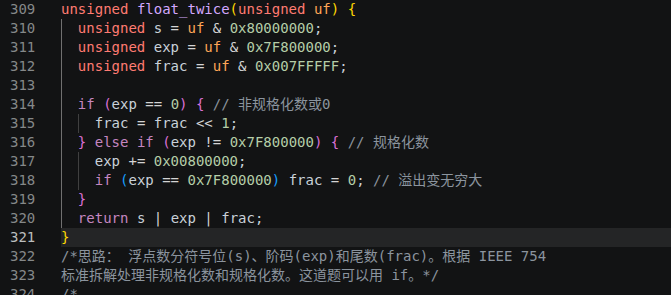 309 unsigned float_twice(unsigned uf) {
310 unsigned s = uf & 0x80000000;
311 unsigned exp = uf & 0x7F800000;
312 unsigned frac = uf & 0x007FFFFF;
313
314 if (exp == 0) { // 非规格化数或0
315 frac = frac << 1;
316 } else if (exp != 0x7F800000) { // 规格化数
317 exp += 0x00800000;
318 if (exp == 0x7F800000) frac = 0; // 溢出变无穷大
319 }
320 return s | exp | frac;
321 }
322 /*思路： 浮点数分符号位(s)、阶码(exp)和尾数(frac)。根据 IEEE 754
323 标准拆解处理非规格化数和规格化数。这道题可以用 if。*/
324 /*